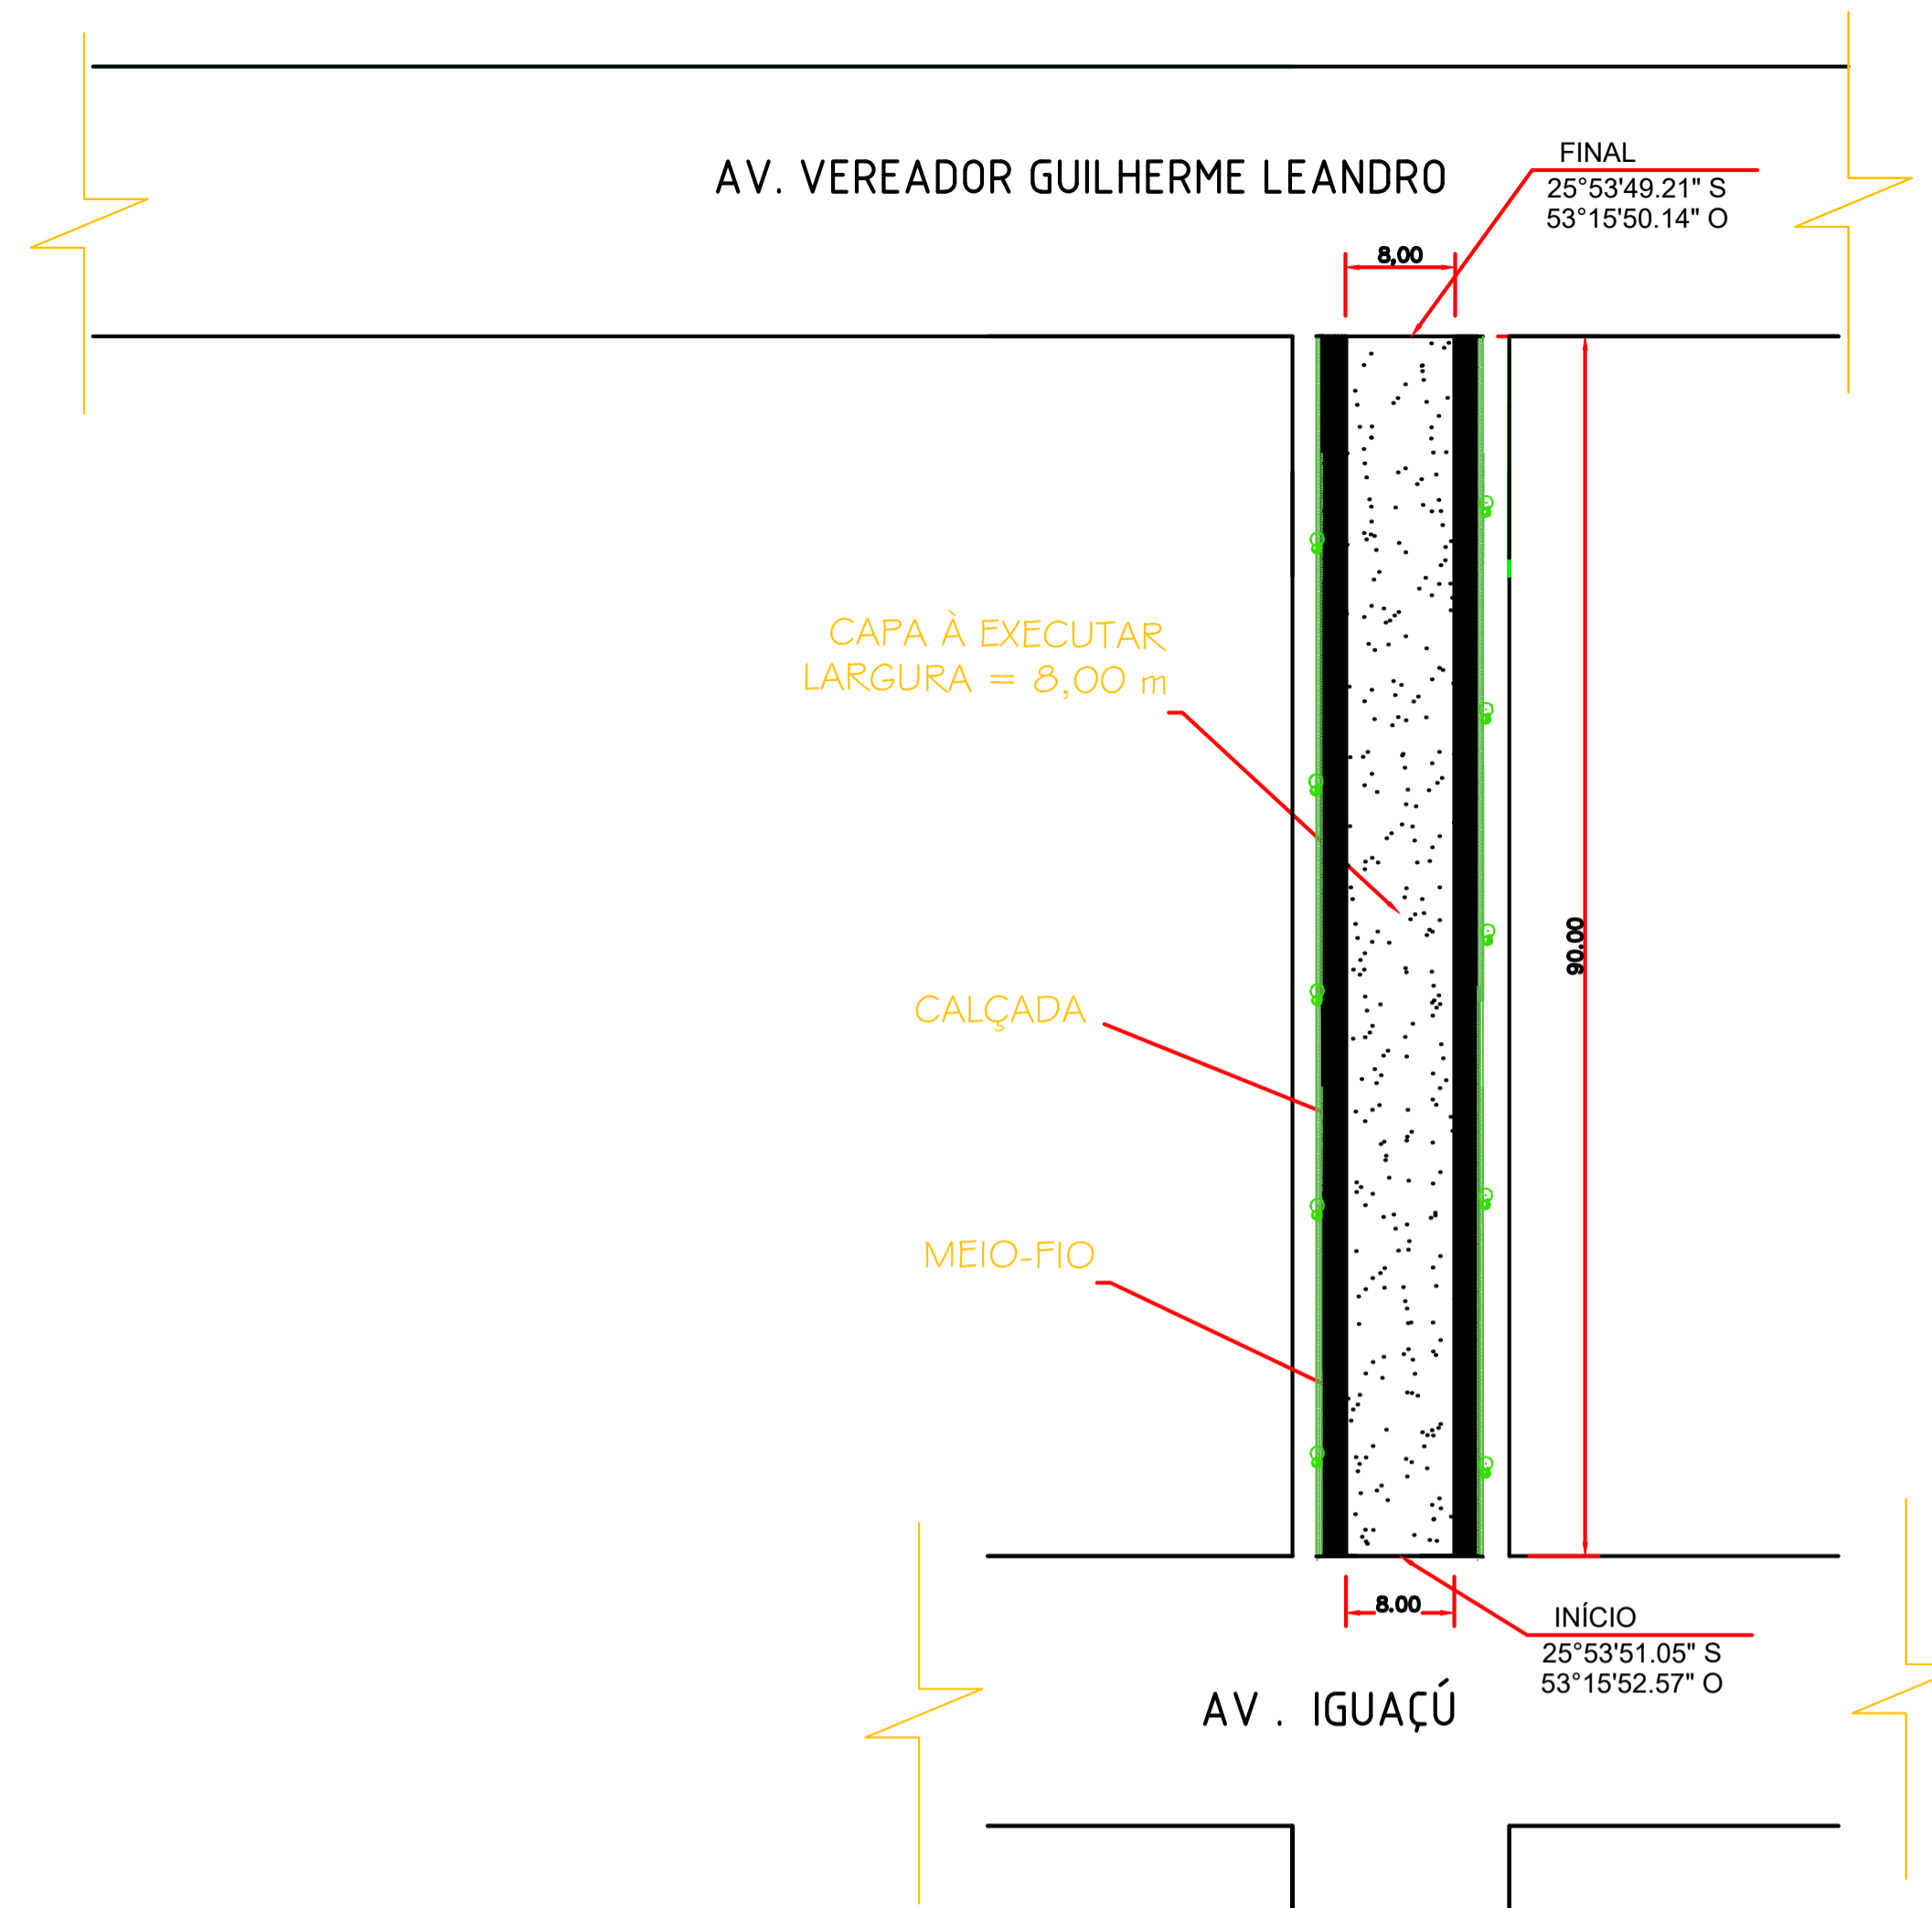 AV. VEREADOR GUILHERME LEANDRO
FINAL
25°53'49.21" S
53°15'50.14" O
8,00
CAPA À EXECUTAR
LARGURA = 8,00 m
90.00
CALÇADA
MEIO-FIO
8.00
INÍCIO
25°53'51.05" S
53°15'52.57" O
AV. IGUAÇÚ